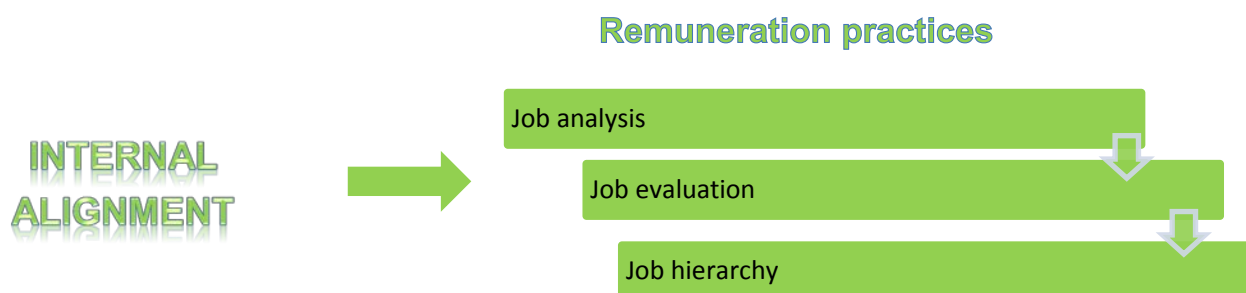 Remuneration practices
Job analysis
INTERNAL
ALIGNMENT
Job evaluation
Job hierarchy